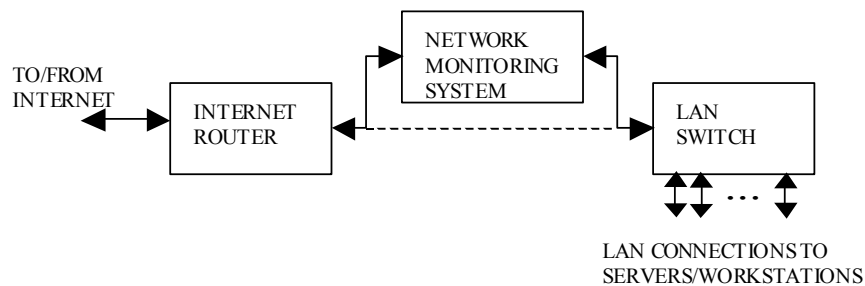 TO/FROM
INTERNET
INTERNET
ROUTER
NETWORK
MONITORING
SYSTEM
LAN
SWITCH
...
LAN CONNECTIONS TO
SERVERS/WORKSTATIONS